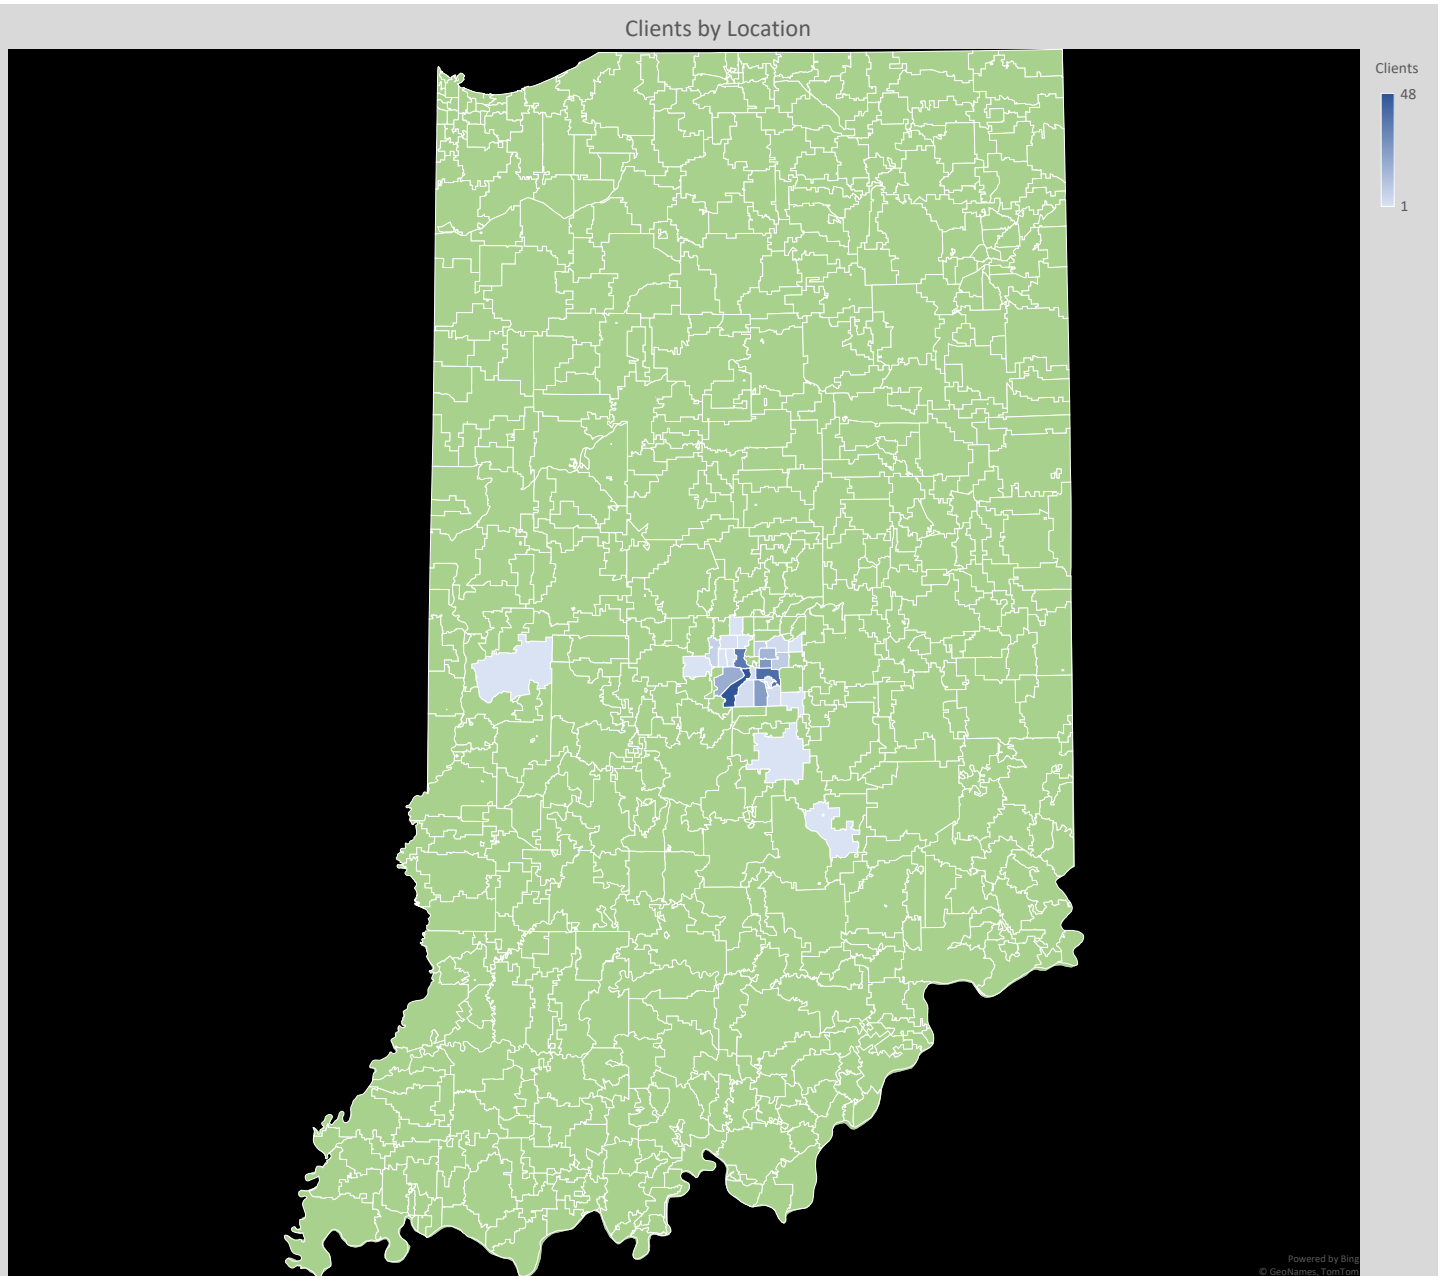 Clients by Location
Clients
48
1
Powered by Bing
© GeoNames, TomTom